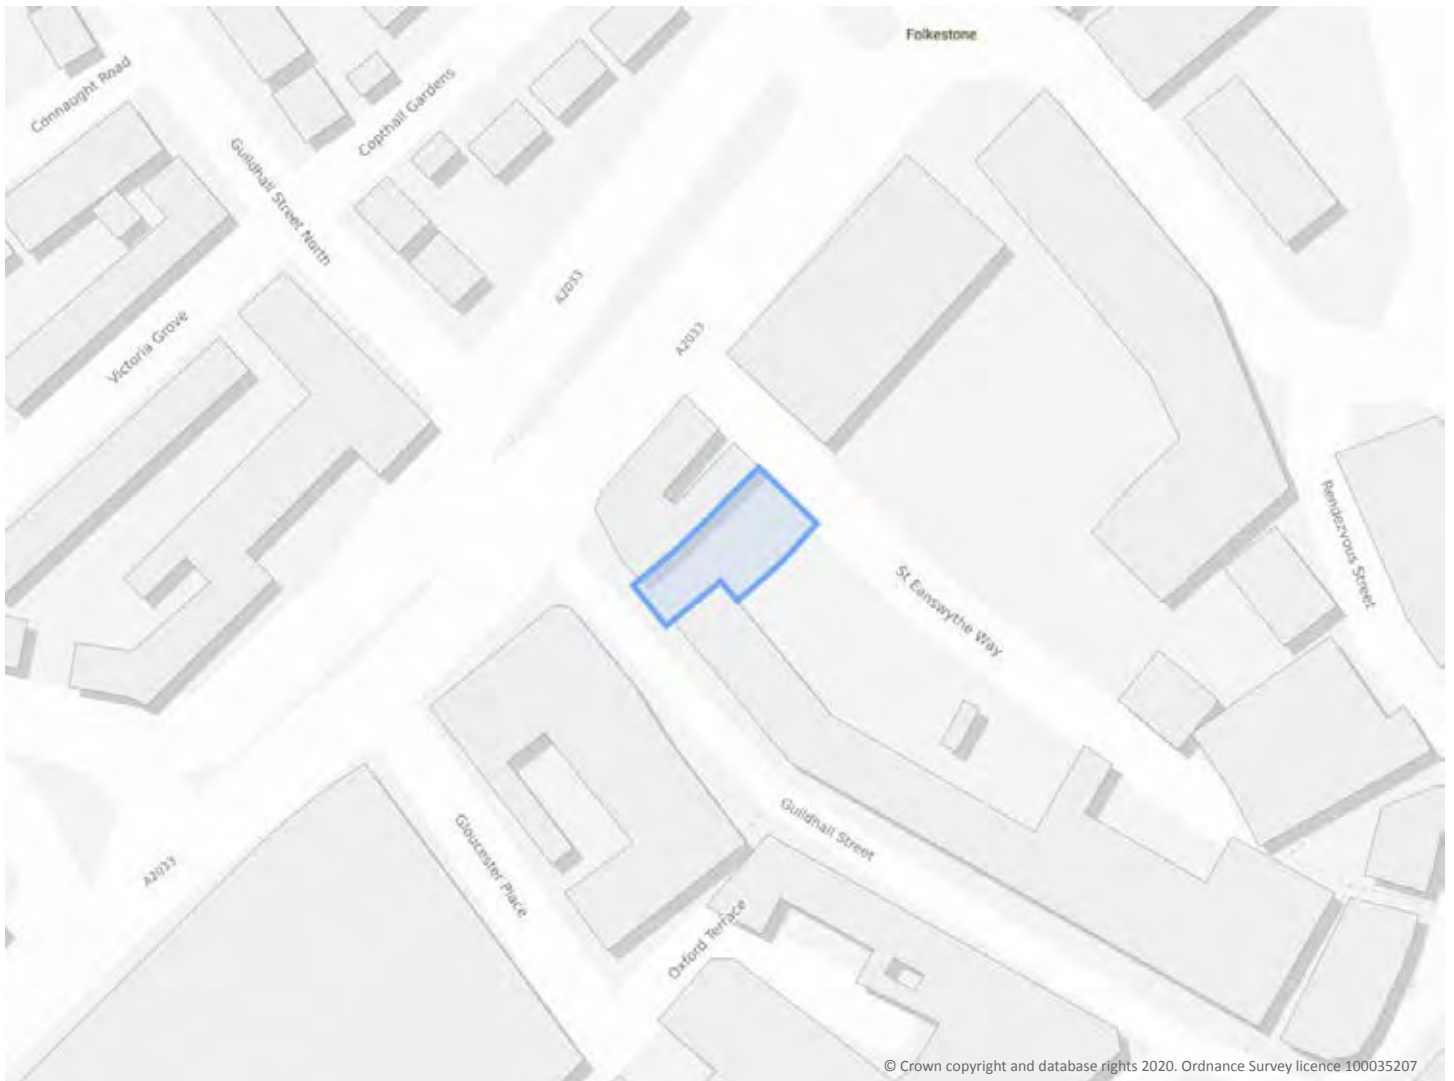 Folkestone
Connaught Road
Copthall Gardens
Guildhall Street North
A2033
A2033
Victoria Grove
Rendezvous Street
St Eanswythe Way
Guildhall Street
Gloucester Place
A2033
Oxford Terrace
© Crown copyright and database rights 2020. Ordnance Survey licence 100035207